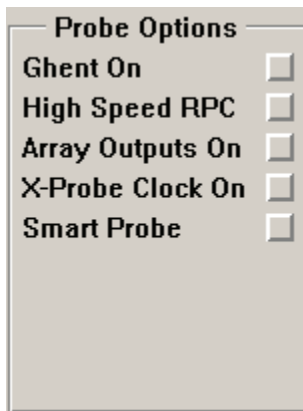 Probe Options
Ghent On
High Speed RPC
Array Outputs On
X-Probe Clock On
Smart Probe